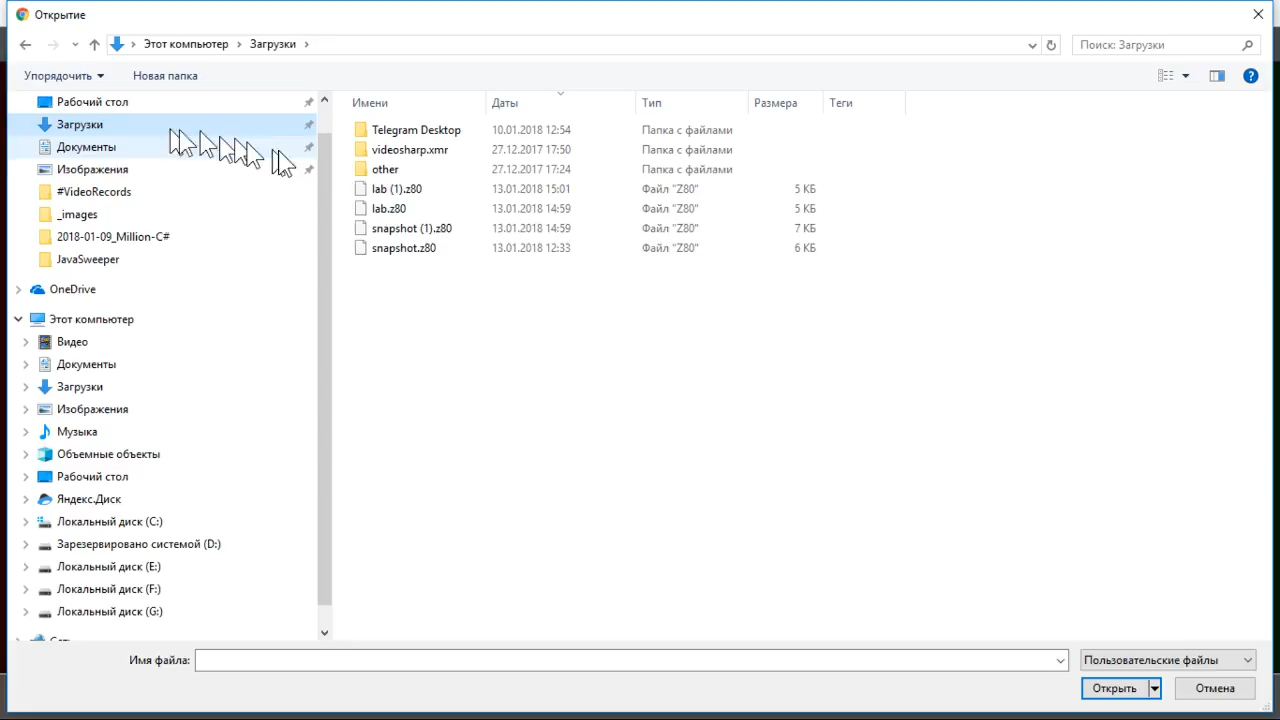 Открытие
Этот компьютер > Загрузки >
Поиск: Загрузки
Упорядочить
Новая папка
Рабочий стол
Загрузки
Документы
Изображения
#VideoRecords
_images
2018-01-09_Million-C#
JavaSweeper
OneDrive
Этот компьютер
Видео
Документы
Загрузки
Изображения
Музыка
Объемные объекты
Рабочий стол
Яндекс.Диск
Локальный диск (C:)
Зарезервировано системой (D:)
Локальный диск (E:)
Локальный диск (F:)
Локальный диск (G:)
Имени Даты Тип Размера Теги
Telegram Desktop 10.01.2018 12:54 Папка с файлами
videosharp.xmr 27.12.2017 17:50 Папка с файлами
other 27.12.2017 17:24 Папка с файлами
lab (1).z80 13.01.2018 15:01 Файл "Z80" 5 КБ
lab.z80 13.01.2018 14:59 Файл "Z80" 5 КБ
snapshot (1).z80 13.01.2018 14:59 Файл "Z80" 7 КБ
snapshot.z80 13.01.2018 12:33 Файл "Z80" 6 КБ
Имя файла:
Пользовательские файлы
Открыть
Отмена